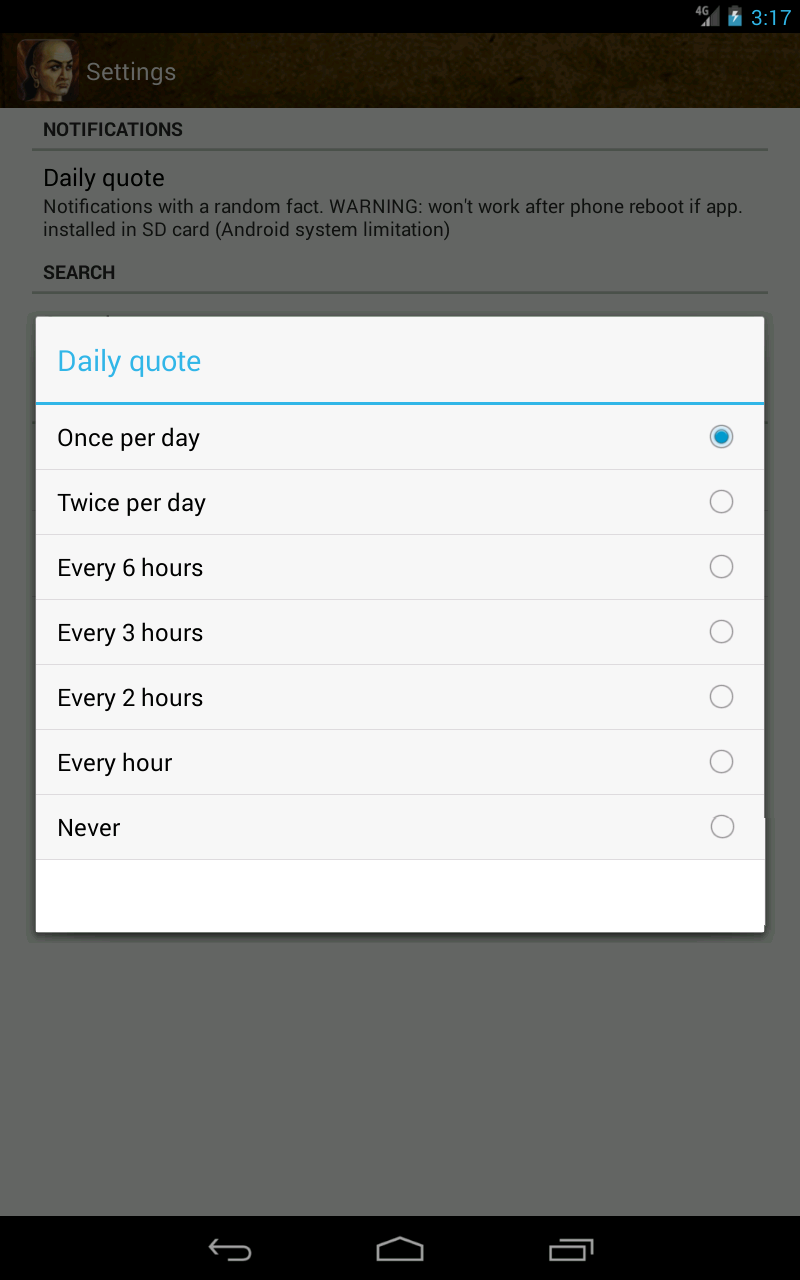 4G 3:17
Settings
NOTIFICATIONS
Daily quote
Notifications with a random fact. WARNING: won't work after phone reboot if app.
installed in SD card (Android system limitation)
SEARCH
Daily quote
Once per day
Twice per day
Every 6 hours
Every 3 hours
Every 2 hours
Every hour
Never